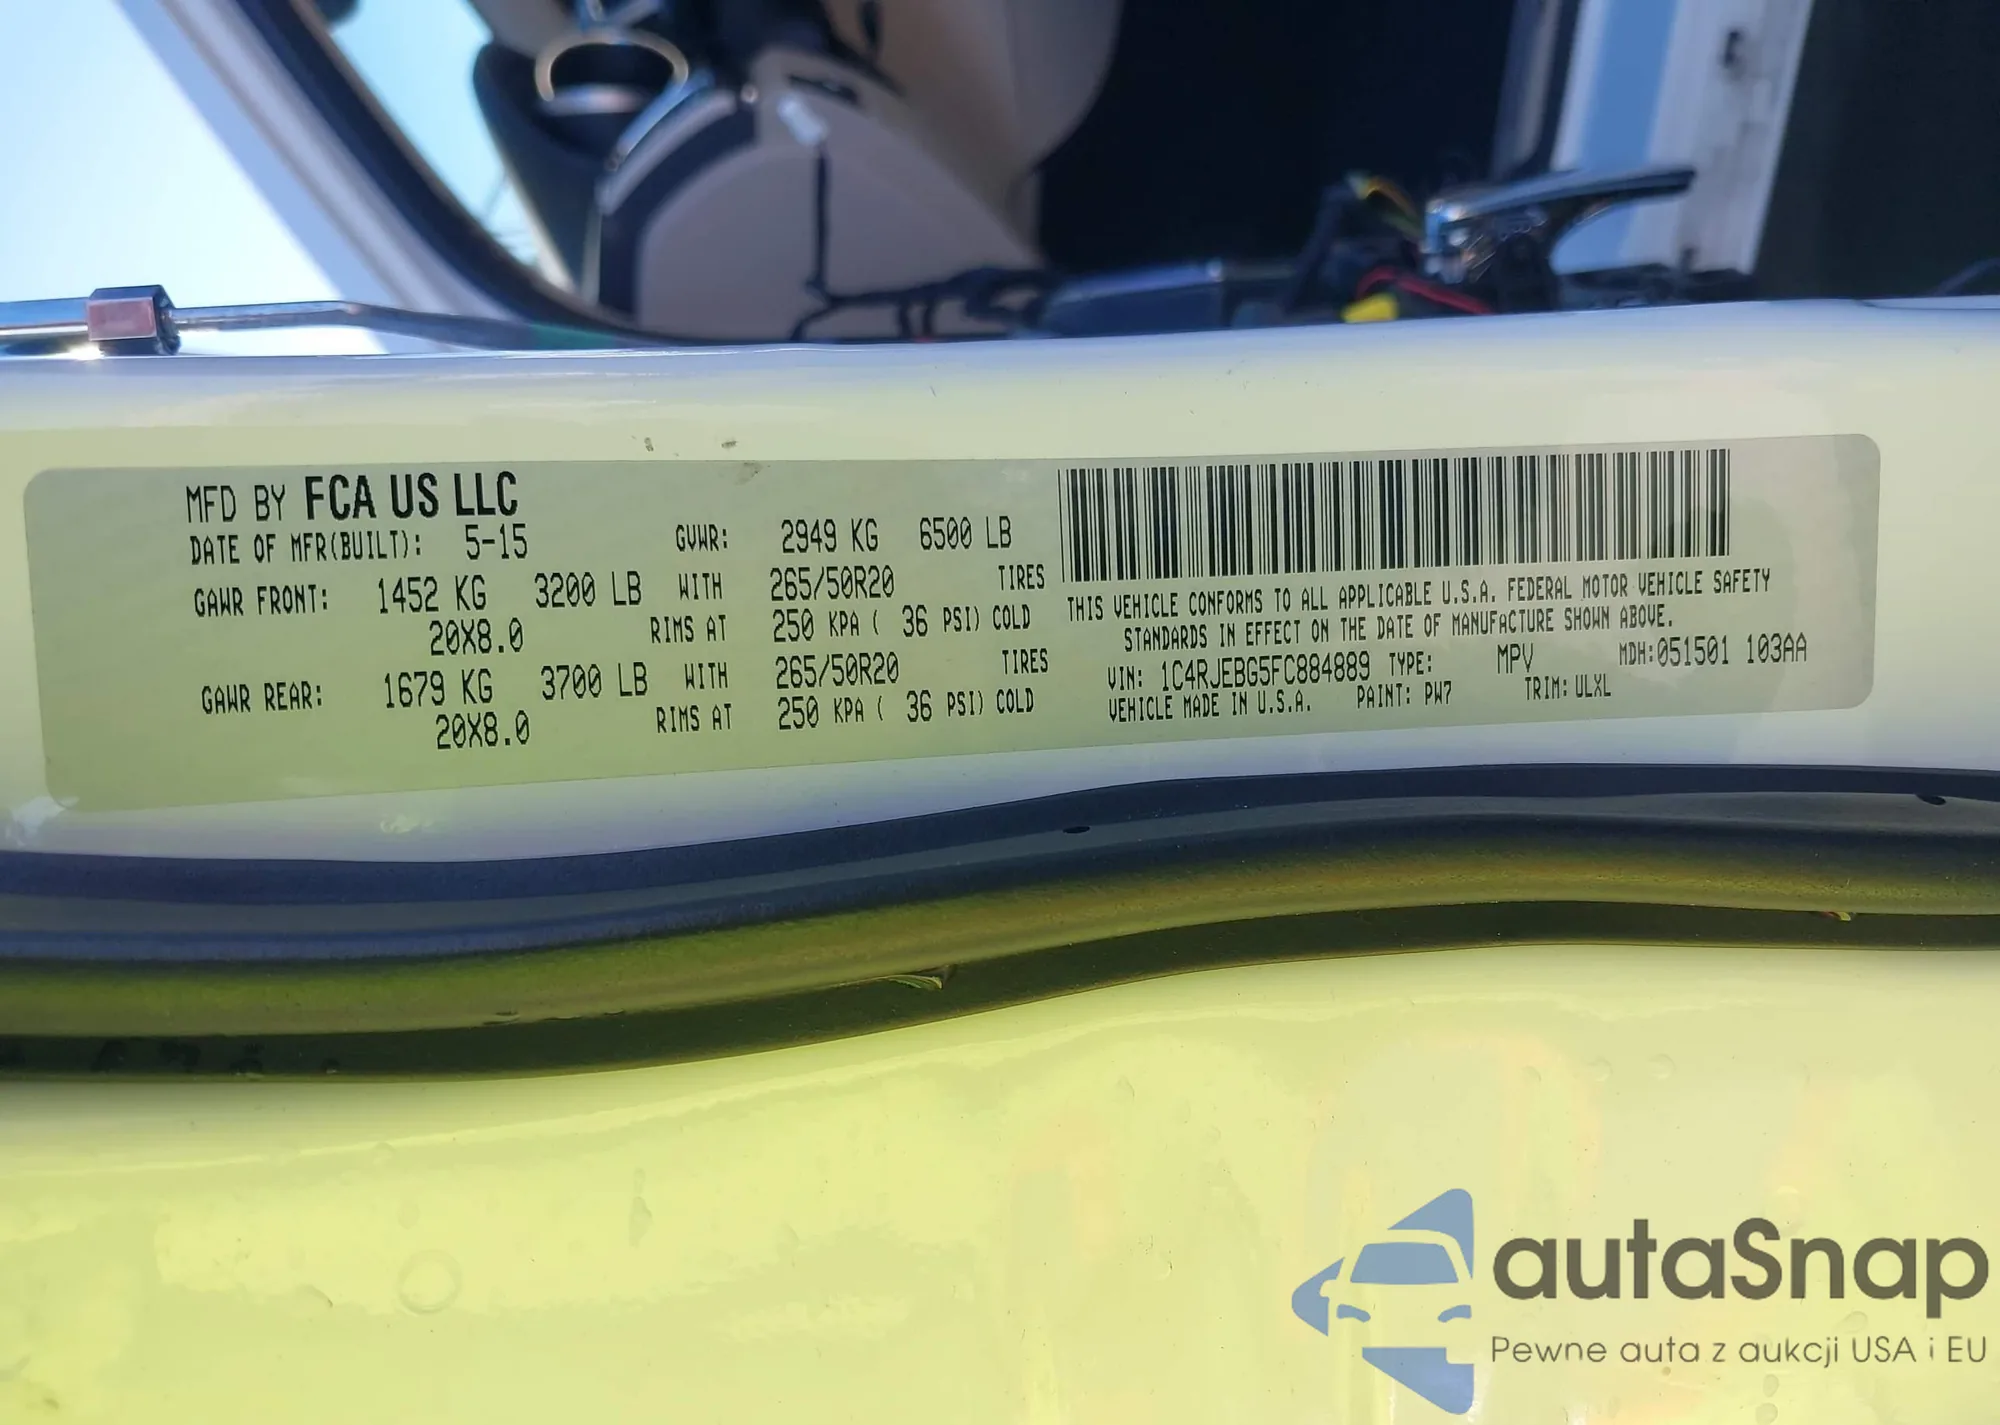 MFD BY FCA US LLC
DATE OF MFR(BUILT): 5-15 GVWR: 2949 KG 6500 LB
GAWR FRONT: 1452 KG 3200 LB WITH 265/50R20 TIRES
20X8.0 RIMS AT 250 KPA ( 36 PSI) COLD
GAWR REAR: 1679 KG 3700 LB WITH 265/50R20 TIRES
20X8.0 RIMS AT 250 KPA ( 36 PSI) COLD
THIS VEHICLE CONFORMS TO ALL APPLICABLE U.S.A. FEDERAL MOTOR VEHICLE SAFETY
STANDARDS IN EFFECT ON THE DATE OF MANUFACTURE SHOWN ABOVE.
VIN: 1C4RJEBG5FC884889 TYPE: MPV MDH:051501 103AA
VEHICLE MADE IN U.S.A. PAINT: PW7 TRIM: ULXL
autaSnap
Pewne auta z aukcji USA i EU